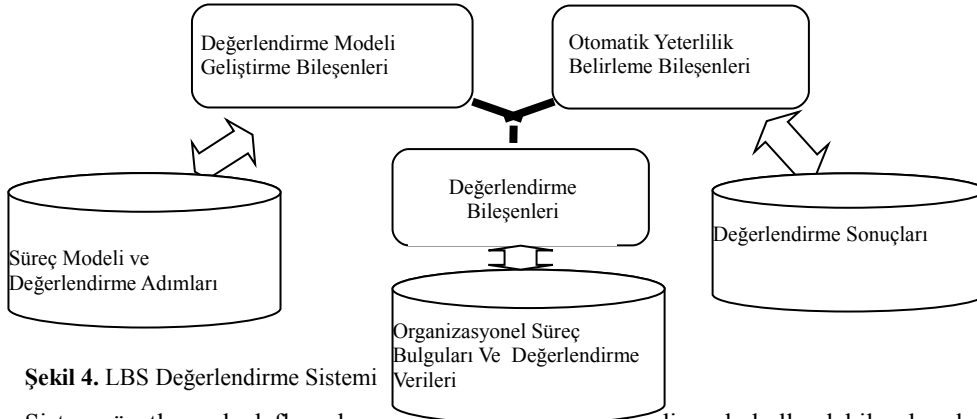 Değerlendirme Modeli
Geliştirme Bileşenleri
Otomatik Yeterlilik
Belirleme Bileşenleri
Değerlendirme
Bileşenleri
Süreç Modeli ve
Değerlendirme Adımları
Değerlendirme Sonuçları
Organizasyonel Süreç
Bulguları Ve Değerlendirme
Verileri
Şekil 4. LBS Değerlendirme Sistemi